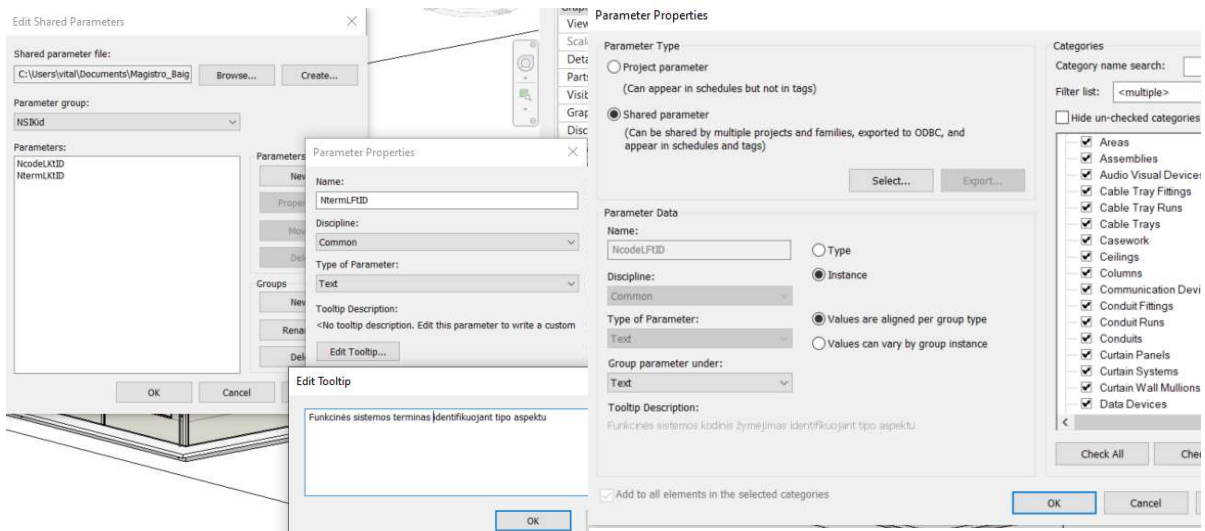 Edit Shared Parameters
Shared parameter file:
C:\Users\vital\Documents\Magistro_Baig
Browse...
Create...
Parameter group:
NSIKid
Parameters:
NcodeLKtID
NtermLKtID
Parameters
New
Groups
New
OK
Cancel
View
Parts
Parameter Properties
Name:
NtermLFtID
Discipline:
Common
Type of Parameter:
Text
Tooltip Description:
<No tooltip description. Edit this parameter to write a custom
Edit Tooltip...
Edit Tooltip
Funkcinės sistemos terminas identifikuojant tipo aspektu
OK
Parameter Properties
Parameter Type
Project parameter
(Can appear in schedules but not in tags)
Shared parameter
(Can be shared by multiple projects and families, exported to ODBC, and
appear in schedules and tags)
Select...
Export...
Parameter Data
Name:
NcodeLFtID
Type
Discipline:
Instance
Common
Type of Parameter:
Values are aligned per group type
Text
Values can vary by group instance
Group parameter under:
Text
Tooltip Description:
Funkcinės sistemos kodinis žymėjimas identifikuojant tipo aspektu
Add to all elements in the selected categories
Categories
Category name search:
Filter list:
<multiple>
Hide un-checked categories
Areas
Assemblies
Audio Visual Devices
Cable Tray Fittings
Cable Tray Runs
Cable Trays
Casework
Ceilings
Columns
Communication Devi
Conduit Fittings
Conduit Runs
Conduits
Curtain Panels
Curtain Systems
Curtain Wall Mullions
Data Devices
Check All
OK
Cancel